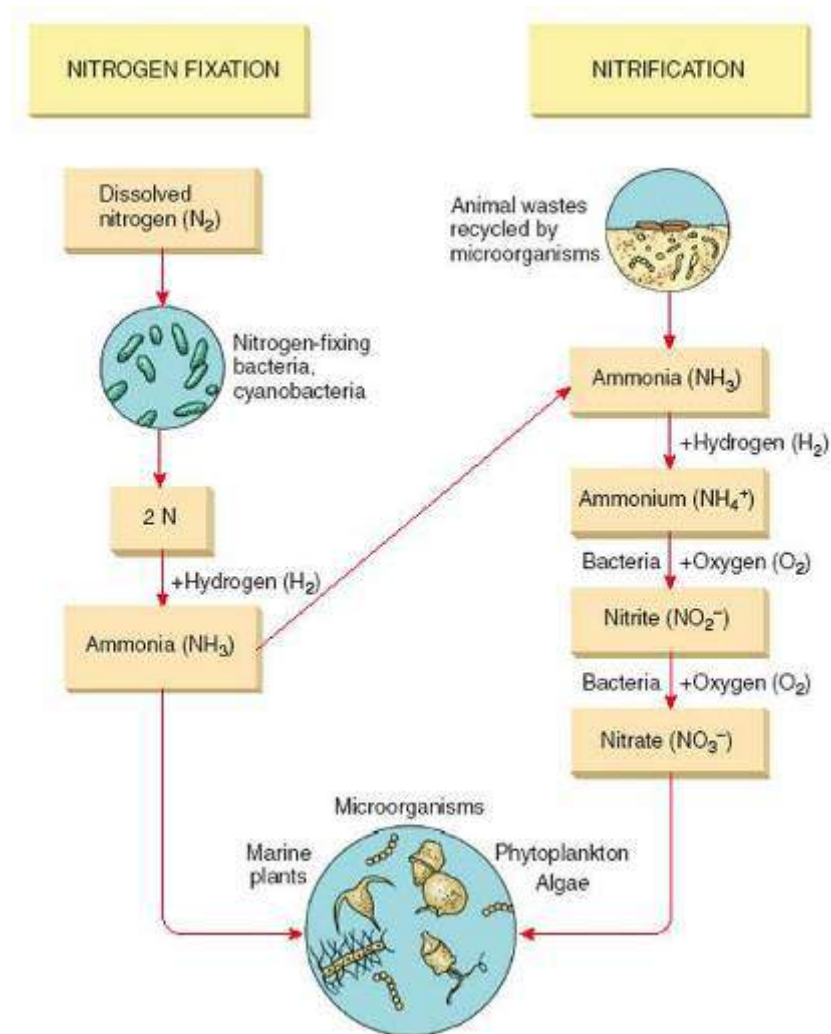 NITROGEN FIXATION
Dissolved
nitrogen (N₂)
Nitrogen-fixing
bacteria,
cyanobacteria
2 N
+Hydrogen (H₂)
Ammonia (NH₃)
NITRIFICATION
Animal wastes
recycled by
microorganisms
Ammonia (NH₃)
+Hydrogen (H₂)
Ammonium (NH₄⁺)
Bacteria +Oxygen (O₂)
Nitrite (NO₂⁻)
Bacteria +Oxygen (O₂)
Nitrate (NO₃⁻)
Microorganisms
Marine
plants
Phytoplankton
Algae